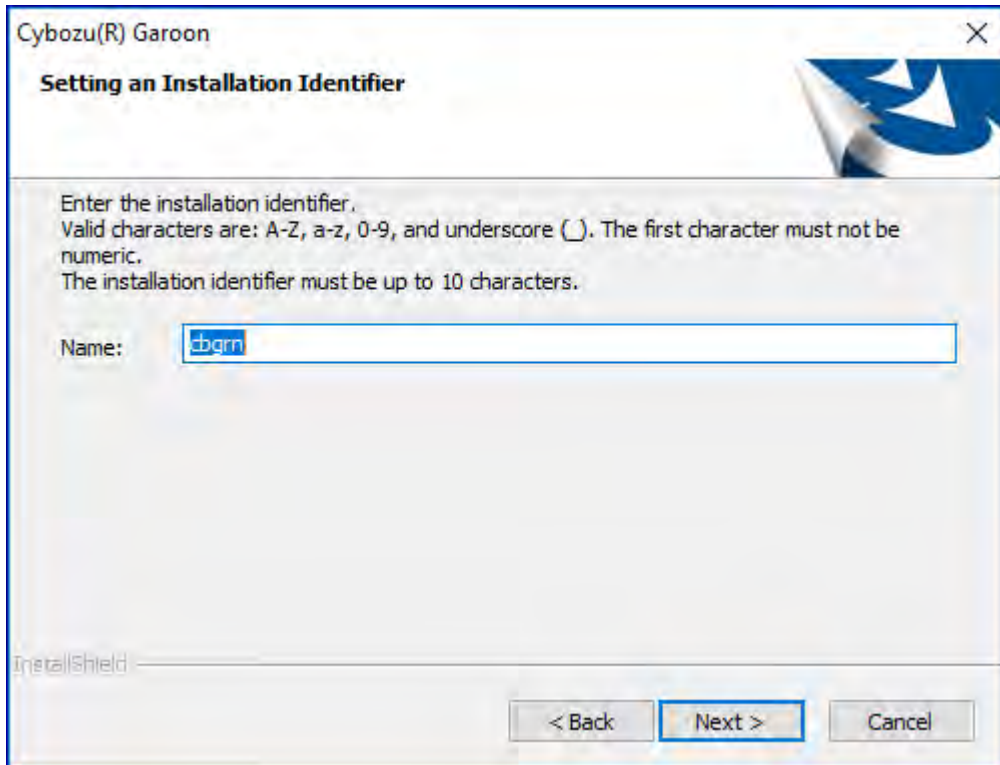 Cybozu(R) Garoon
Setting an Installation Identifier
Enter the installation identifier.
Valid characters are: A-Z, a-z, 0-9, and underscore (_). The first character must not be
numeric.
The installation identifier must be up to 10 characters.
Name:
cbgrn
InstallShield
< Back
Next >
Cancel